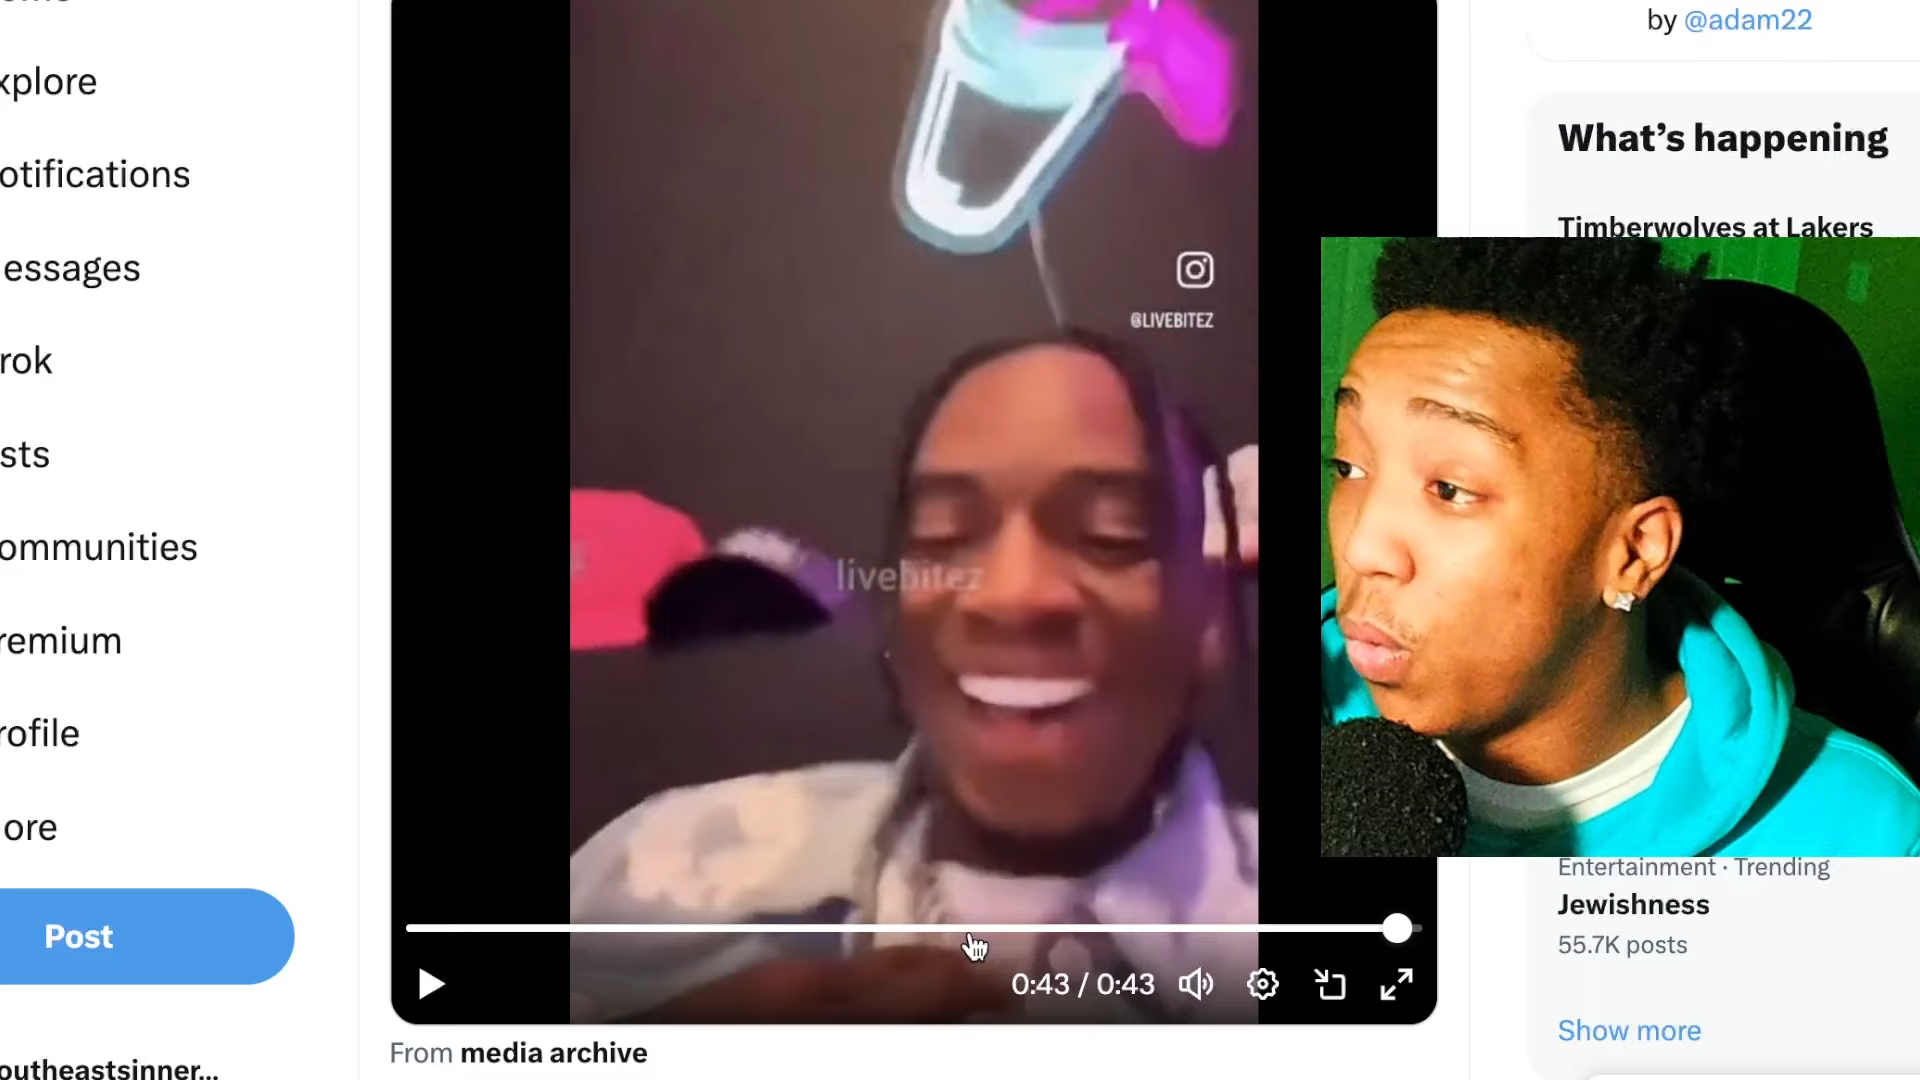 xplore
otifications
essages
rok
sts
ommunities
remium
rofile
ore
Post
outheastsinner...
@LIVEBITEZ
livebitez
0:43 / 0:43
From media archive
by @adam22
What's happening
Timberwolves at Lakers
Entertainment · Trending
Jewishness
55.7K posts
Show more